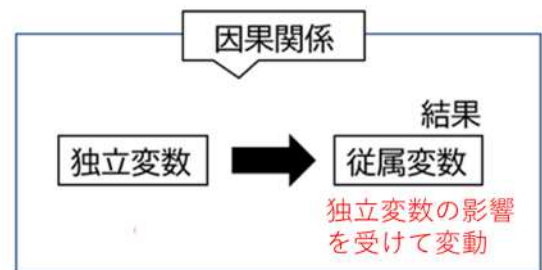 因果関係
結果
独立変数
従属変数
独立変数の影響
を受けて変動